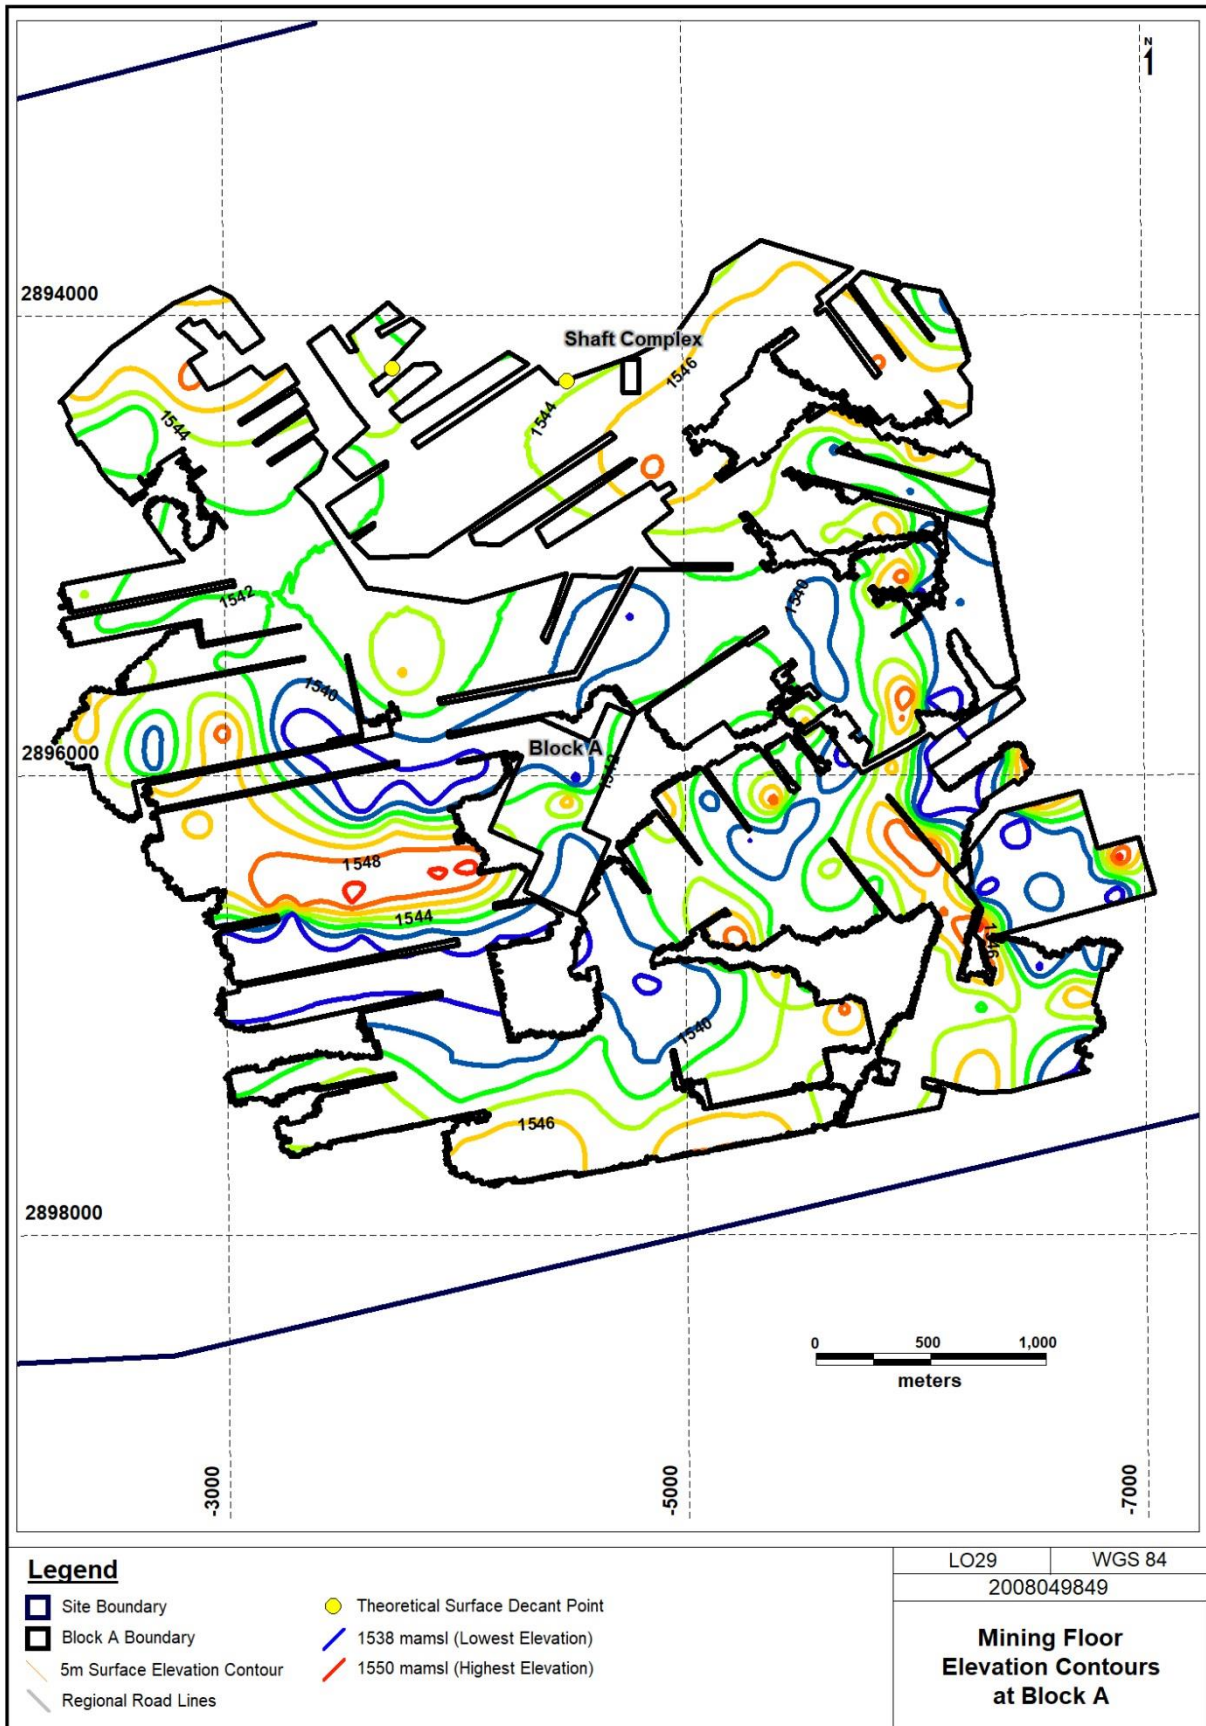 N
2894000
Shaft Complex
1546
1544
1544
1542
1540
1540
2896000
Block A
1542
1548
1544
1546
1540
1546
2898000
0 500 1,000
meters
-3000
-5000
-7000
Legend
Site Boundary
Block A Boundary
5m Surface Elevation Contour
Regional Road Lines
Theoretical Surface Decant Point
1538 mamsl (Lowest Elevation)
1550 mamsl (Highest Elevation)
LO29 WGS 84
2008049849
Mining Floor
Elevation Contours
at Block A